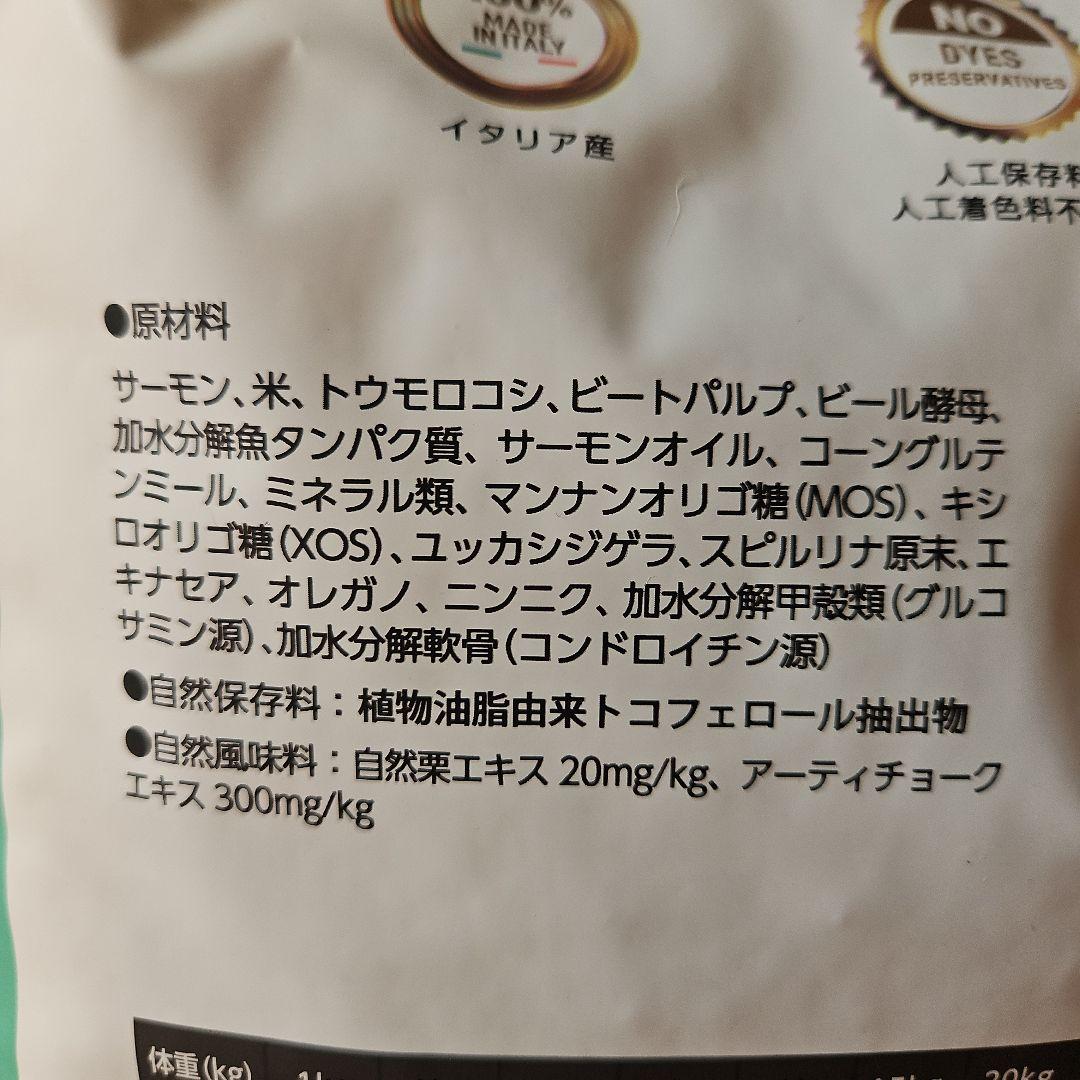 MADE
IN ITALY
イタリア産
NO
DYES
PRESERVATIVES
人工保存料
人工着色料不
●原材料
サーモン、米、トウモロコシ、ビートパルプ、ビール酵母、
加水分解魚タンパク質、サーモンオイル、コーングルテ
ンミール、ミネラル類、マンナンオリゴ糖(MOS)、キシ
ロオリゴ糖(XOS)、ユッカシジゲラ、スピルリナ原末、エ
キナセア、オレガノ、ニンニク、加水分解甲殻類(グルコ
サミン源)、加水分解軟骨(コンドロイチン源)
●自然保存料：植物油脂由来トコフェロール抽出物
●自然風味料：自然栗エキス 20mg/kg、アーティチョーク
エキス 300mg/kg
体重(kg) 20kg